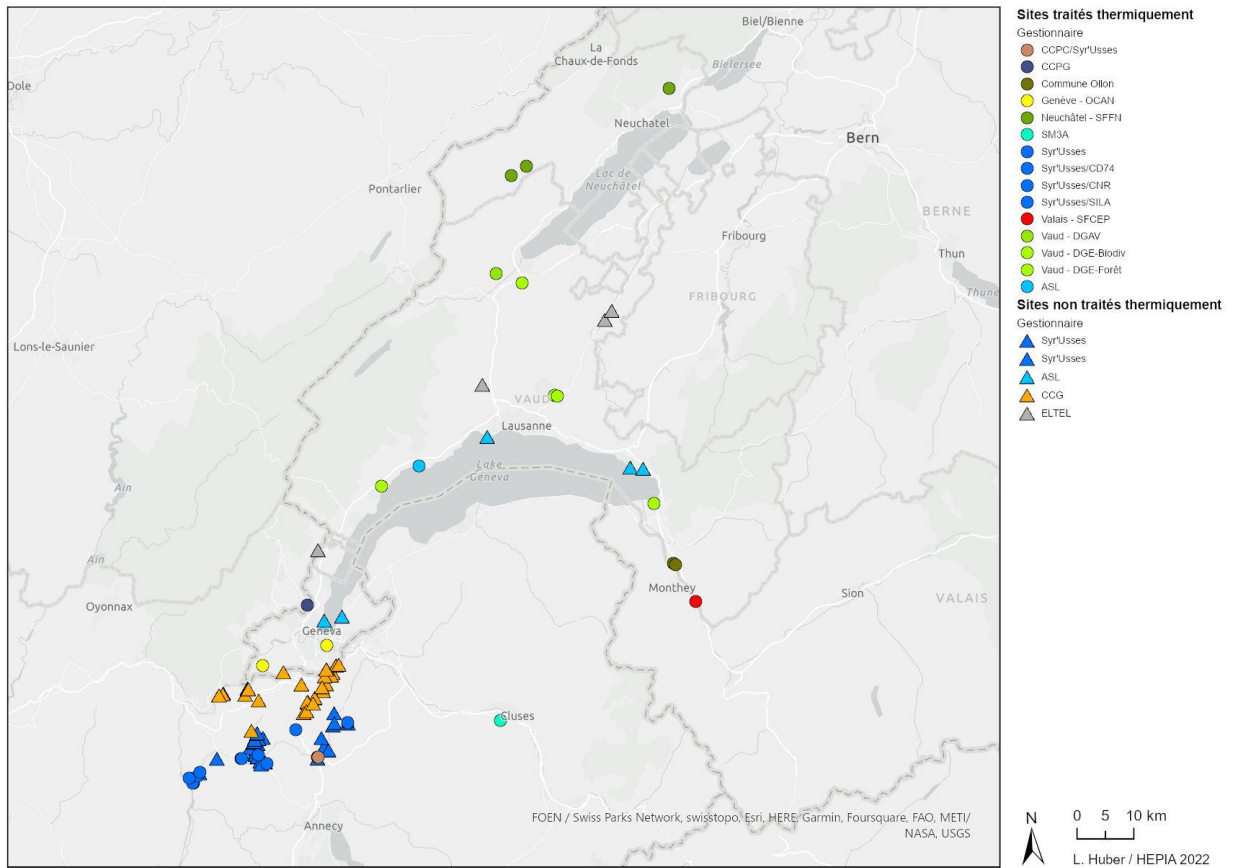 Biel/Bienne
La
Chaux-de-Fonds
Bielersee
Dole
Neuchatel
Bern
Lac de
Neuchâtel
Pontarlier
BERNE
Fribourg
Thun
Thune
FRIBOURG
Lons-le-Saunier
VAUD
Lausanne
Lake
Geneva
Ain
Ain
Monthey
Sion
VALAIS
Oyonnax
Geneva
Cluses
Annecy
FOEN / Swiss Parks Network, swisstopo, Esri, HERE, Garmin, Foursquare, FAO, METI/
NASA, USGS
Sites traités thermiquement
Gestionnaire
CCPC/Syr'Usses
CCPG
Commune Ollon
Genève - OCAN
Neuchâtel - SFFN
SM3A
Syr'Usses
Syr'Usses/CD74
Syr'Usses/CNR
Syr'Usses/SILA
Valais - SFCEP
Vaud - DGAV
Vaud - DGE-Biodiv
Vaud - DGE-Forêt
ASL
Sites non traités thermiquement
Gestionnaire
Syr'Usses
Syr'Usses
ASL
CCG
ELTEL
N
0 5 10 km
L. Huber / HEPIA 2022